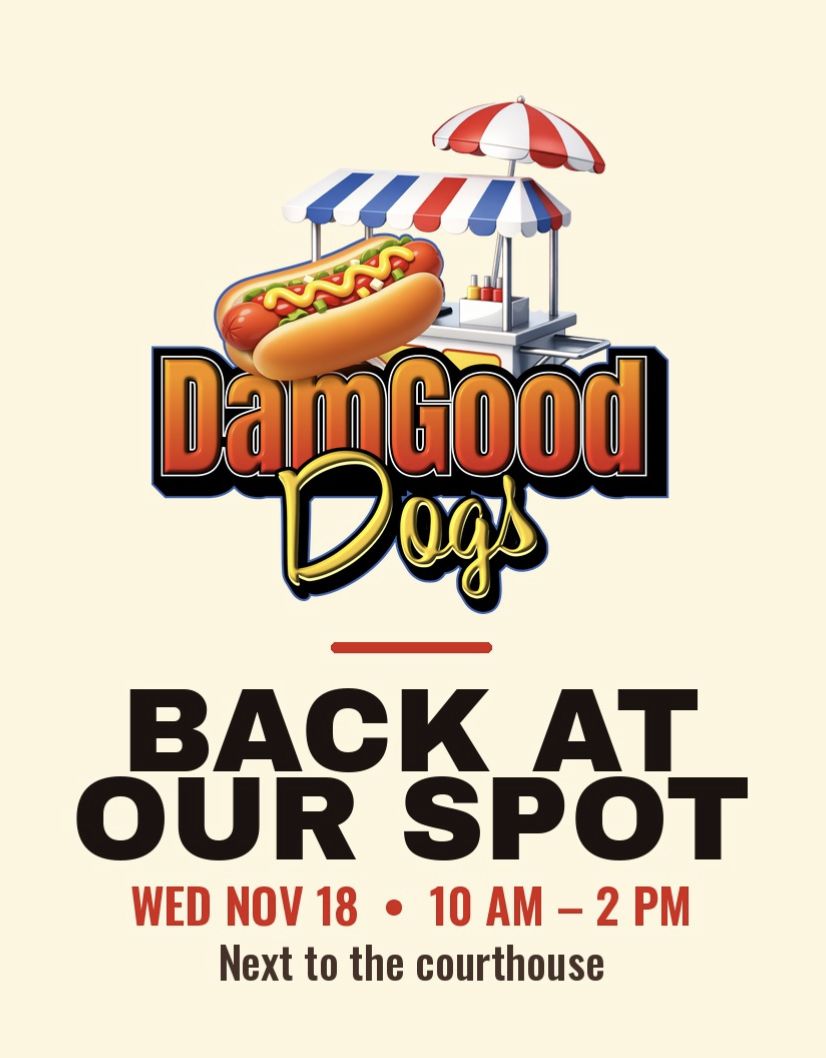 DamGood
Dogs
BACK AT
OUR SPOT
WED NOV 18 • 10 AM – 2 PM
Next to the courthouse